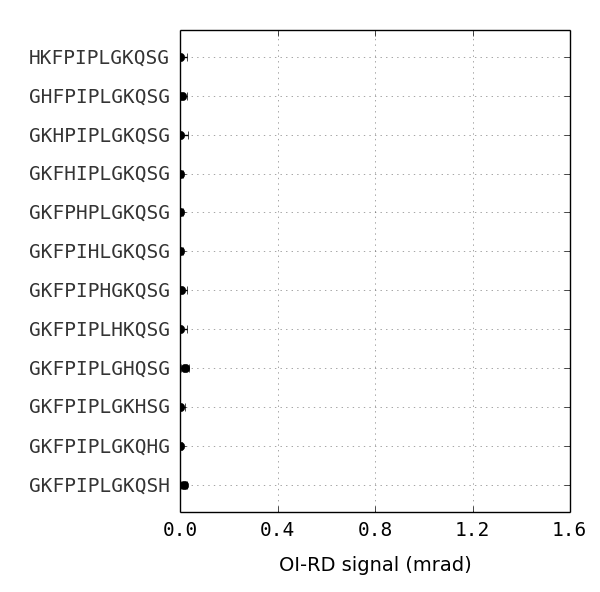 HKFPIPLGKQSG
GHFPIPLGKQSG
GKHPIPLGKQSG
GKFHIPLGKQSG
GKFPHPLGKQSG
GKFPIHLGKQSG
GKFPIPHGKQSG
GKFPIPLHKQSG
GKFPIPLGHQSG
GKFPIPLGKHSG
GKFPIPLGKQHG
GKFPIPLGKQSH
0.0 0.4 0.8 1.2 1.6
OI-RD signal (mrad)